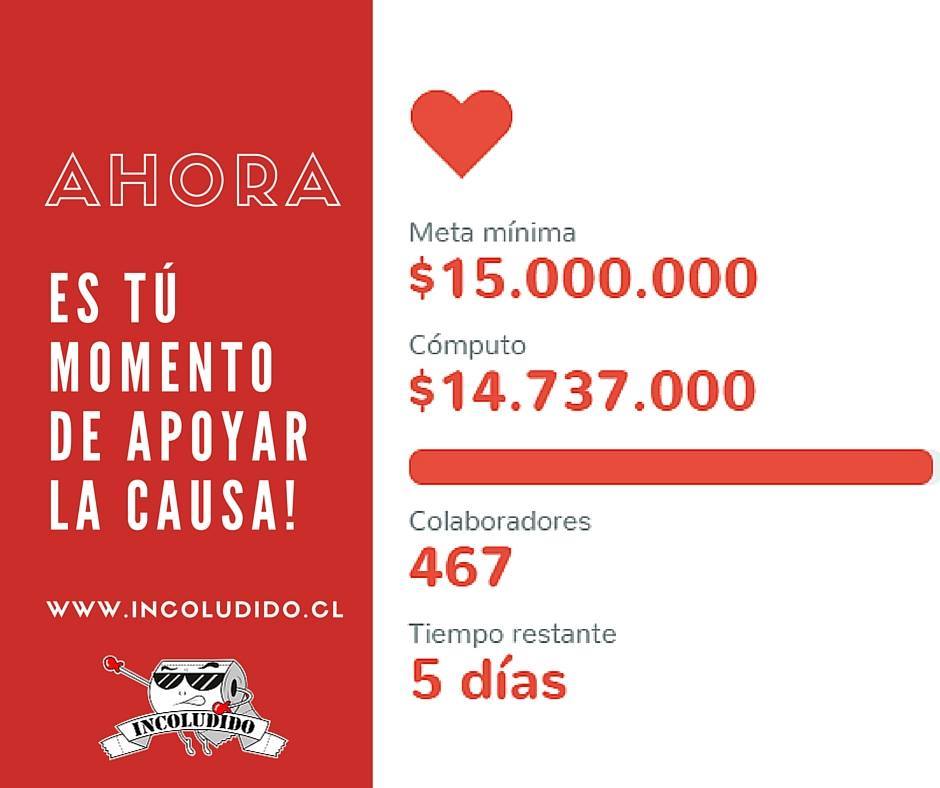 AHORA
ES TÚ
MOMENTO
DE APOYAR
LA CAUSA!
WWW.INCOLUDIDO.CL
INCOLUDIDO
Meta mínima
$15.000.000
Cómputo
$14.737.000
Colaboradores
467
Tiempo restante
5 días